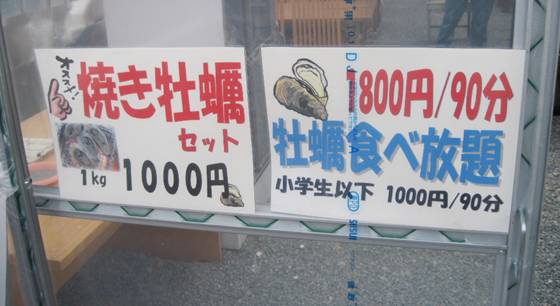 オススメ!
焼き牡蠣
セット
1kg 1000円
800円/90分
牡蠣食べ放題
小学生以下 1000円/90分